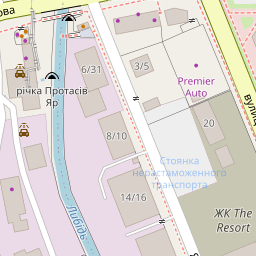 ова
6/31
3/5
Premier
Auto
річка Протасів
Яр
вулиц
20
8/10
Стоянка
нерастаможенного
транспорта
14/16
Либідь
ЖК The
Resort